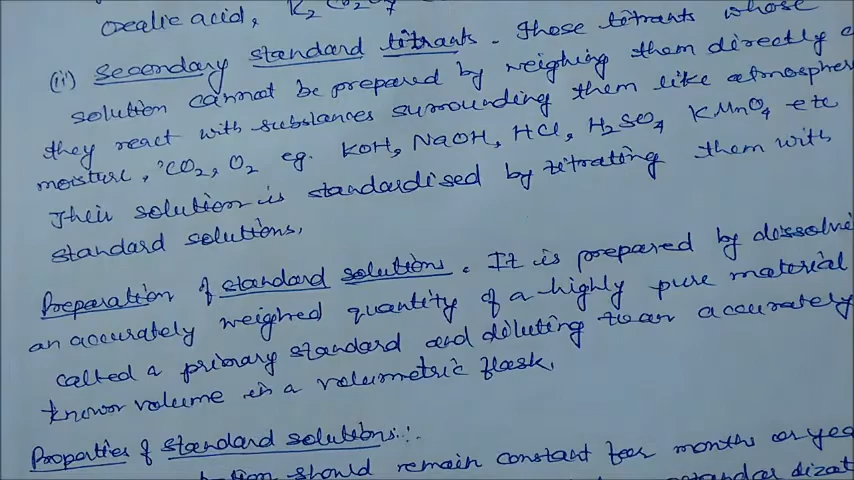 oxalic acid, K2 Cr2O7
(ii) Secondary standard titrants - Those titrants whose
solution cannot be prepared by weighing them directly
they react with substances surrounding them like atmospher
moisture, CO2, O2 eg. KOH, NaOH, HCl, H2SO4 KMnO4 etc
Their solution is standardised by titrating them with
standard solutions.
Preparation of standard solutions. It is prepared by dissolvi
an accurately weighed quantity of a highly pure material
called a primary standard and diluting to an accurately
known volume in a volumetric flask.
Properties of standard solutions:.
should remain constant for months or yea